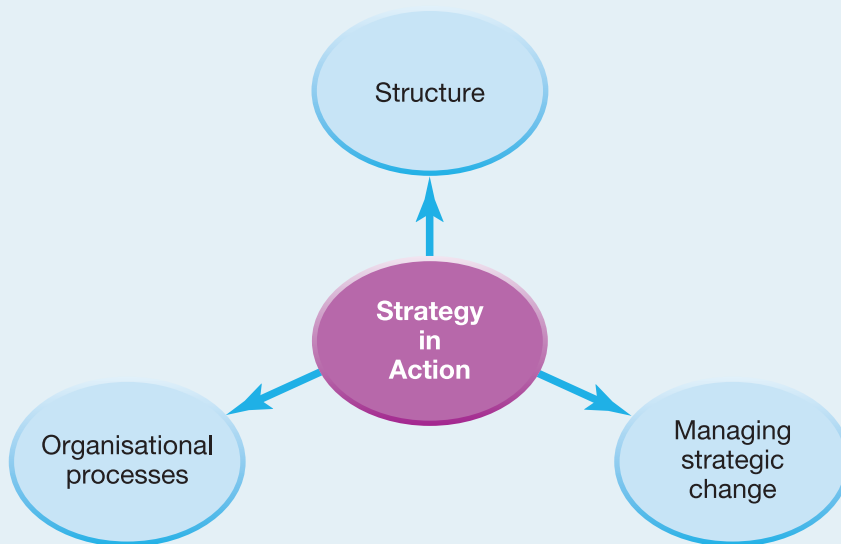 Structure
Strategy
in
Action
Organisational
processes
Managing
strategic
change